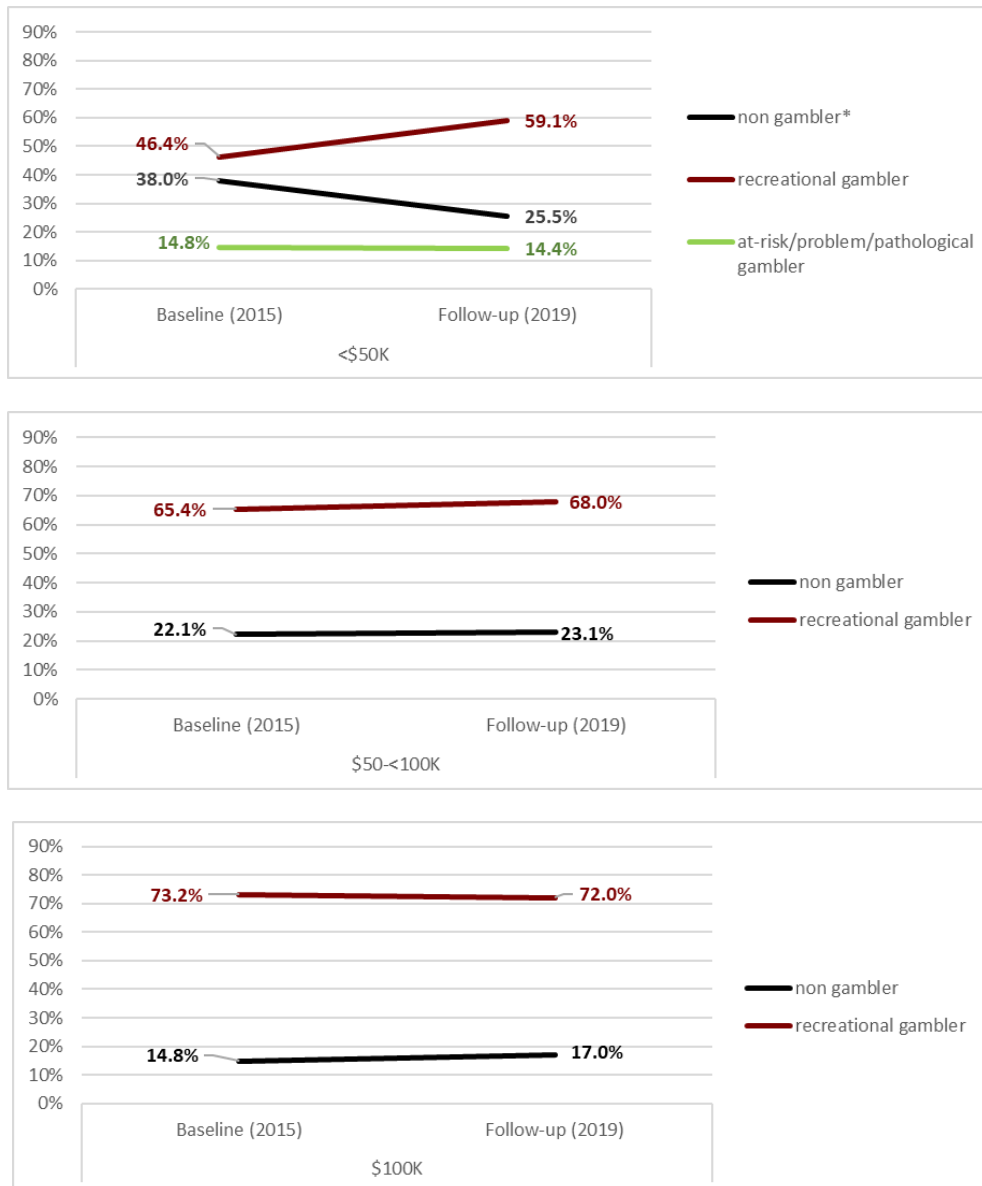 90%
80%
70%
60%
50%
40%
30%
20%
10%
0%
46.4%
59.1%
38.0%
25.5%
14.8%
14.4%
Baseline (2015)
Follow-up (2019)
<$50K
non gambler*
recreational gambler
at-risk/problem/pathological
gambler
90%
80%
70%
60%
50%
40%
30%
20%
10%
0%
65.4%
68.0%
22.1%
23.1%
Baseline (2015)
Follow-up (2019)
$50-<100K
non gambler
recreational gambler
90%
80%
70%
60%
50%
40%
30%
20%
10%
0%
73.2%
72.0%
14.8%
17.0%
Baseline (2015)
Follow-up (2019)
$100K
non gambler
recreational gambler